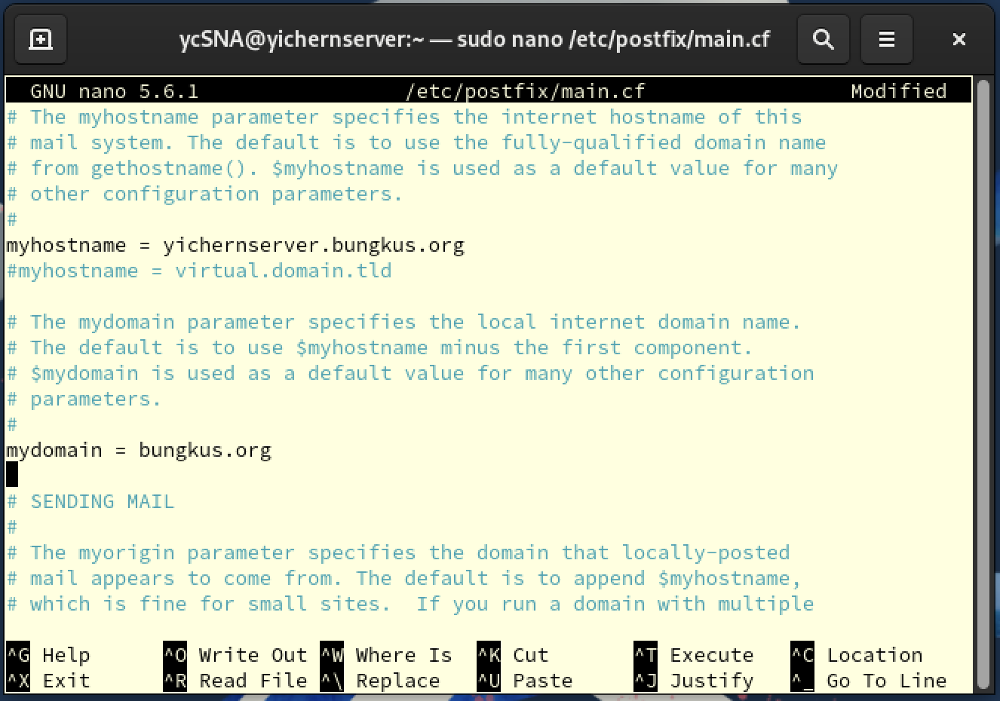 ycSNA@yichernserver:~ — sudo nano /etc/postfix/main.cf
GNU nano 5.6.1 /etc/postfix/main.cf Modified
# The myhostname parameter specifies the internet hostname of this
# mail system. The default is to use the fully-qualified domain name
# from gethostname(). $myhostname is used as a default value for many
# other configuration parameters.
#
myhostname = yichernserver.bungkus.org
#myhostname = virtual.domain.tld
# The mydomain parameter specifies the local internet domain name.
# The default is to use $myhostname minus the first component.
# $mydomain is used as a default value for many other configuration
# parameters.
#
mydomain = bungkus.org
# SENDING MAIL
#
# The myorigin parameter specifies the domain that locally-posted
# mail appears to come from. The default is to append $myhostname,
# which is fine for small sites.  If you run a domain with multiple
^G Help ^O Write Out ^W Where Is ^K Cut ^T Execute ^C Location
^X Exit ^R Read File ^\ Replace ^U Paste ^J Justify ^_ Go To Line